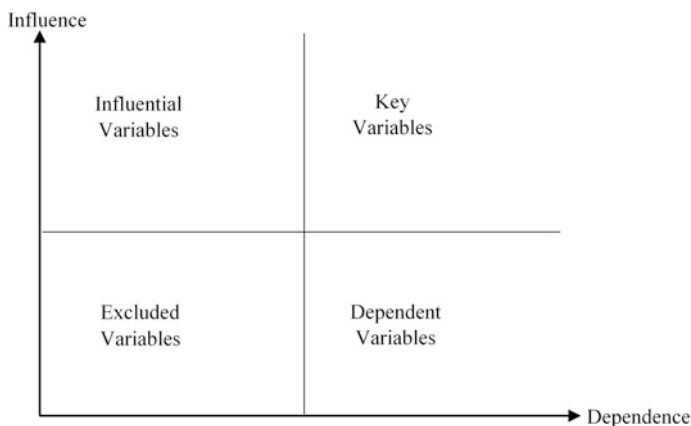 Influence
Influential
Variables
Key
Variables
Excluded
Variables
Dependent
Variables
Dependence